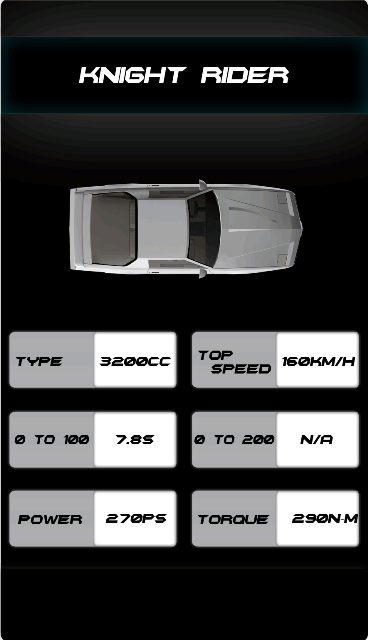 KNIGHT RIDER
TYPE 3200CC
TOP SPEED 160KM/H
0 TO 100 7.8S
0 TO 200 N/A
POWER 270PS
TORQUE 290N·M